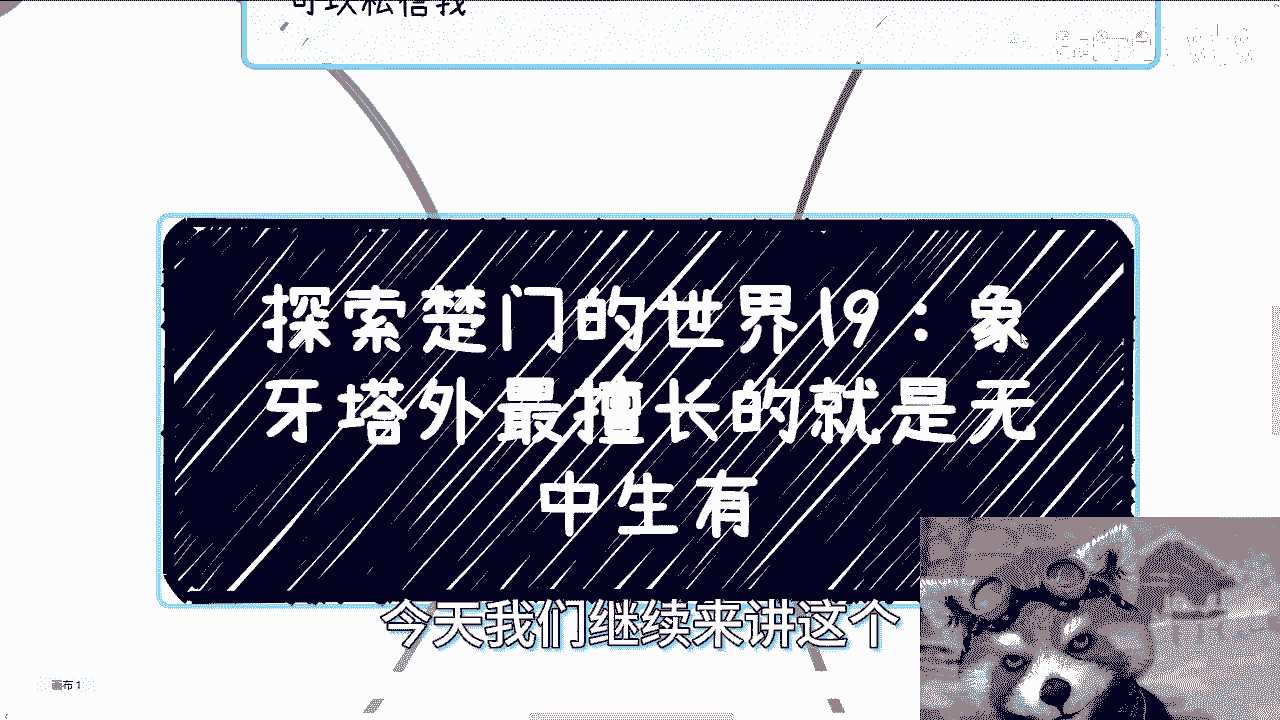 可以私信我
探索楚门的世界19：象
牙塔外最擅长的就是无
中生有
今天我们继续来讲这个
画布 1